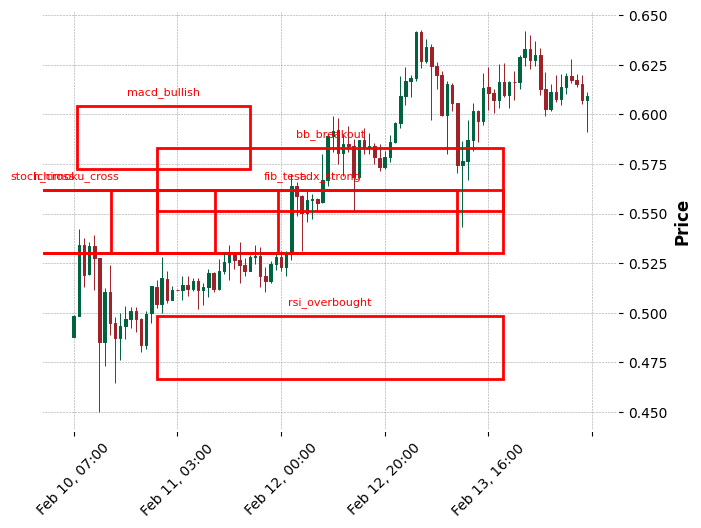 0.650
0.625
0.600
0.575
0.550
0.525
0.500
0.475
0.450
Price
macd_bullish
bb_breakout
ichimoku_cross
fib_test
adx_strong
rsi_overbought
Feb 10, 07:00
Feb 11, 03:00
Feb 12, 00:00
Feb 12, 20:00
Feb 13, 16:00